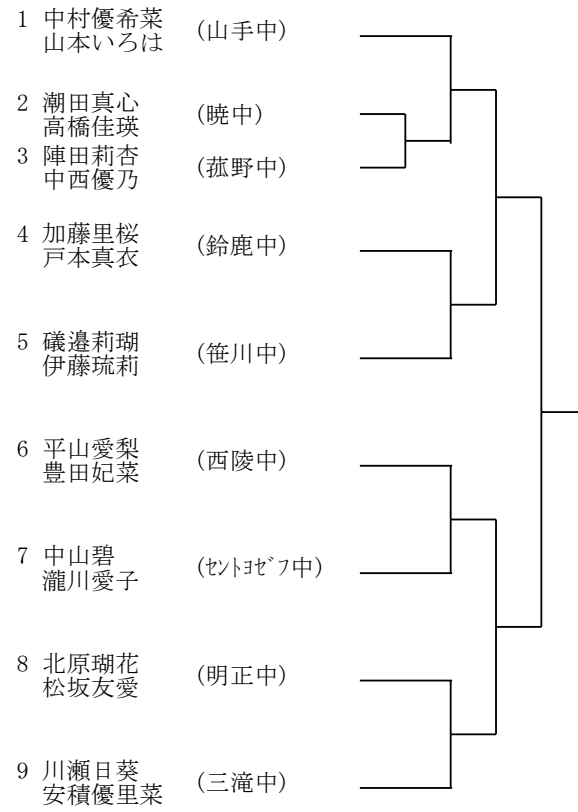 1 中村優希菜 (山手中)
山本いろは
2 潮田真心 (暁中)
高橋佳瑛
3 陣田莉杏 (菰野中)
中西優乃
4 加藤里桜 (鈴鹿中)
戸本真衣
5 礒邉莉瑚 (笹川中)
伊藤琉莉
6 平山愛梨 (西陵中)
豊田妃菜
7 中山碧 (ｾﾝﾄﾖｾﾞﾌ中)
瀧川愛子
8 北原瑚花 (明正中)
松坂友愛
9 川瀬日葵 (三滝中)
安積優里菜